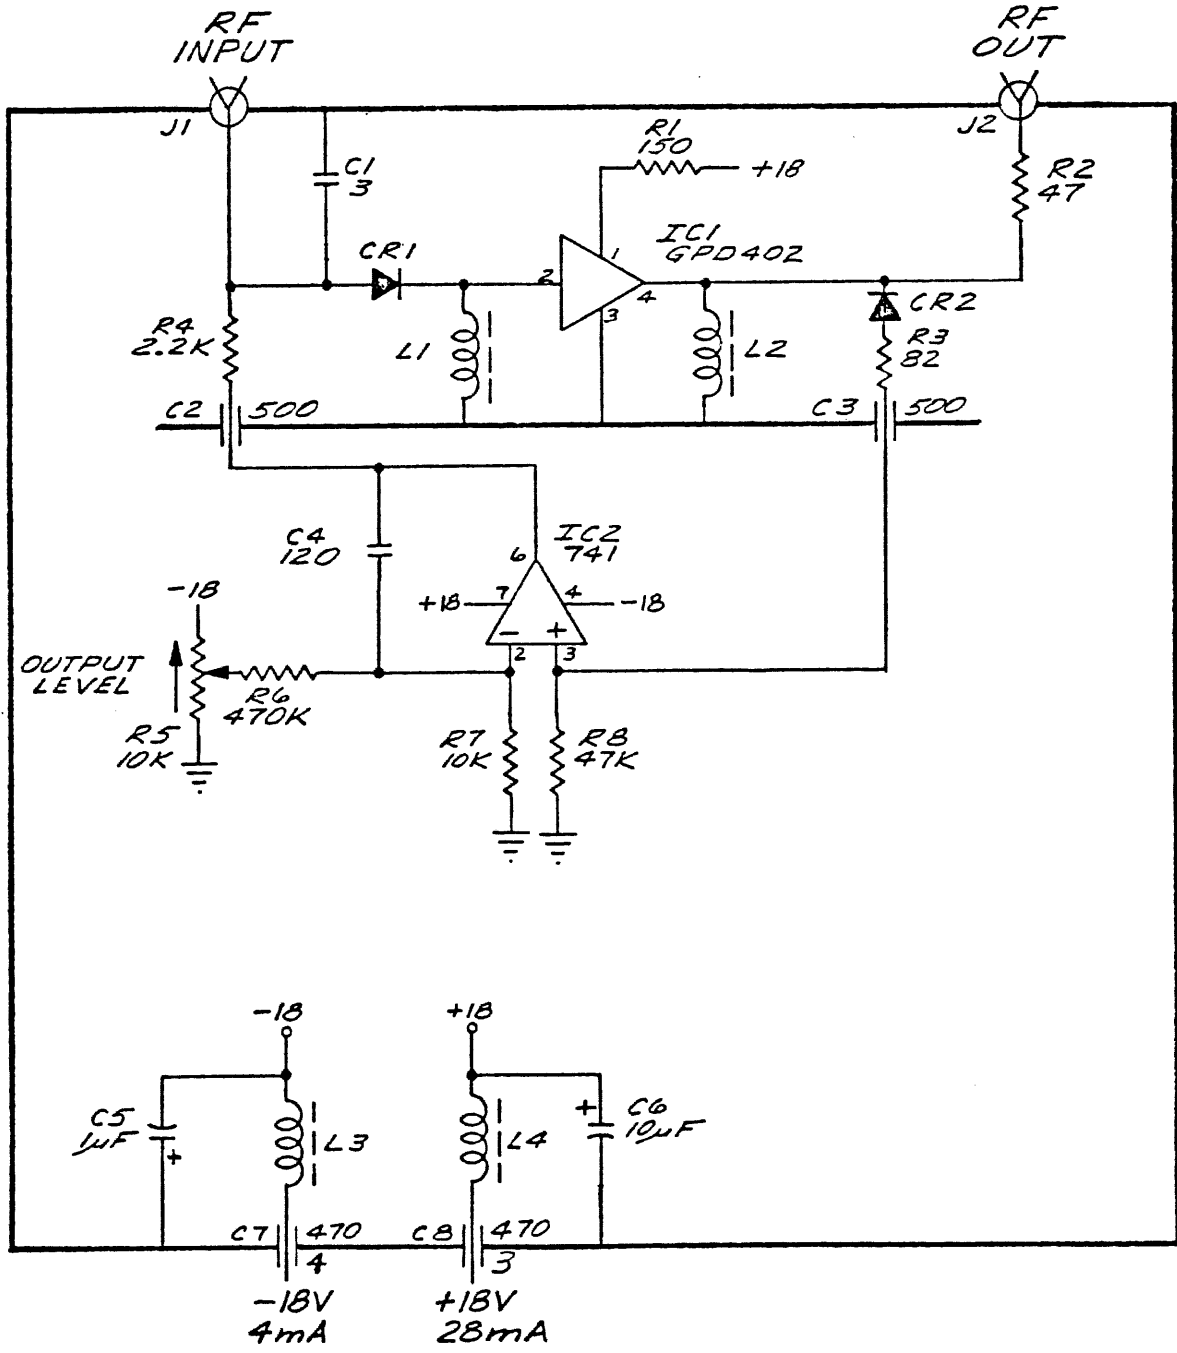 RF
INPUT
RF
OUT
J1
J2
C1
3
R1
150
+18
R2
47
CR1
2
1
IC1
GPD402
4
3
CR2
R4
2.2K
L1
L2
R3
82
C2
500
C3
500
C4
120
6
IC2
741
-18
+18
7
4
-18
-
+
2
3
OUTPUT
LEVEL
R6
470K
R5
10K
R7
10K
R8
47K
-18
+18
C5
1µF
+
L3
L4
+
C6
10µF
C7
470
4
C8
470
3
-18V
4mA
+18V
28mA